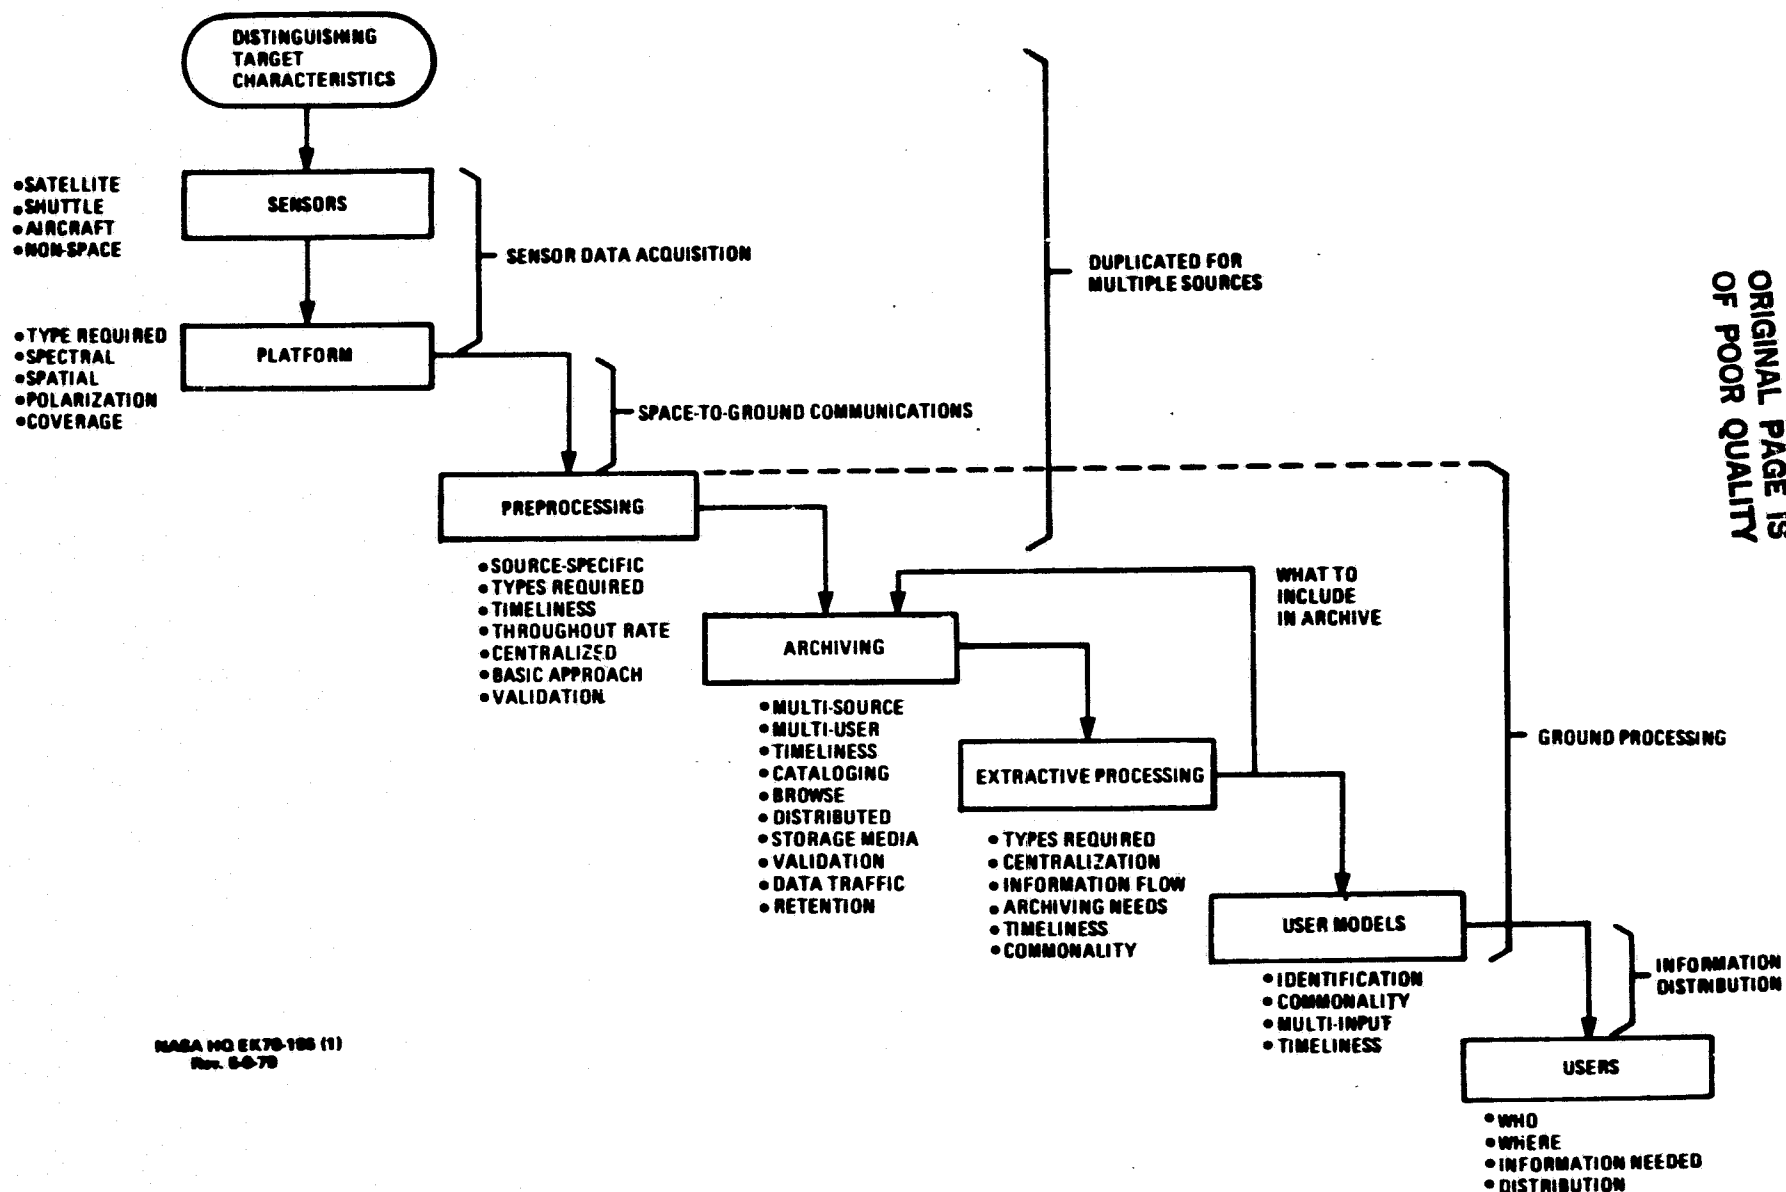 DISTINGUISHING
TARGET
CHARACTERISTICS
•SATELLITE
•SHUTTLE
•AIRCRAFT
•NON-SPACE
SENSORS
SENSOR DATA ACQUISITION
DUPLICATED FOR
MULTIPLE SOURCES
•TYPE REQUIRED
•SPECTRAL
•SPATIAL
•POLARIZATION
•COVERAGE
PLATFORM
SPACE-TO-GROUND COMMUNICATIONS
ORIGINAL PAGE IS
OF POOR QUALITY
PREPROCESSING
•SOURCE-SPECIFIC
•TYPES REQUIRED
•TIMELINESS
•THROUGHOUT RATE
•CENTRALIZED
•BASIC APPROACH
•VALIDATION
WHAT TO
INCLUDE
IN ARCHIVE
ARCHIVING
•MULTI-SOURCE
•MULTI-USER
•TIMELINESS
•CATALOGING
•BROWSE
•DISTRIBUTED
•STORAGE MEDIA
•VALIDATION
•DATA TRAFFIC
•RETENTION
GROUND PROCESSING
EXTRACTIVE PROCESSING
•TYPES REQUIRED
•CENTRALIZATION
•INFORMATION FLOW
•ARCHIVING NEEDS
•TIMELINESS
•COMMONALITY
USER MODELS
•IDENTIFICATION
•COMMONALITY
•MULTI-INPUT
•TIMELINESS
INFORMATION
DISTRIBUTION
USERS
•WHO
•WHERE
•INFORMATION NEEDED
•DISTRIBUTION
NASA HQ (1)
Rev.